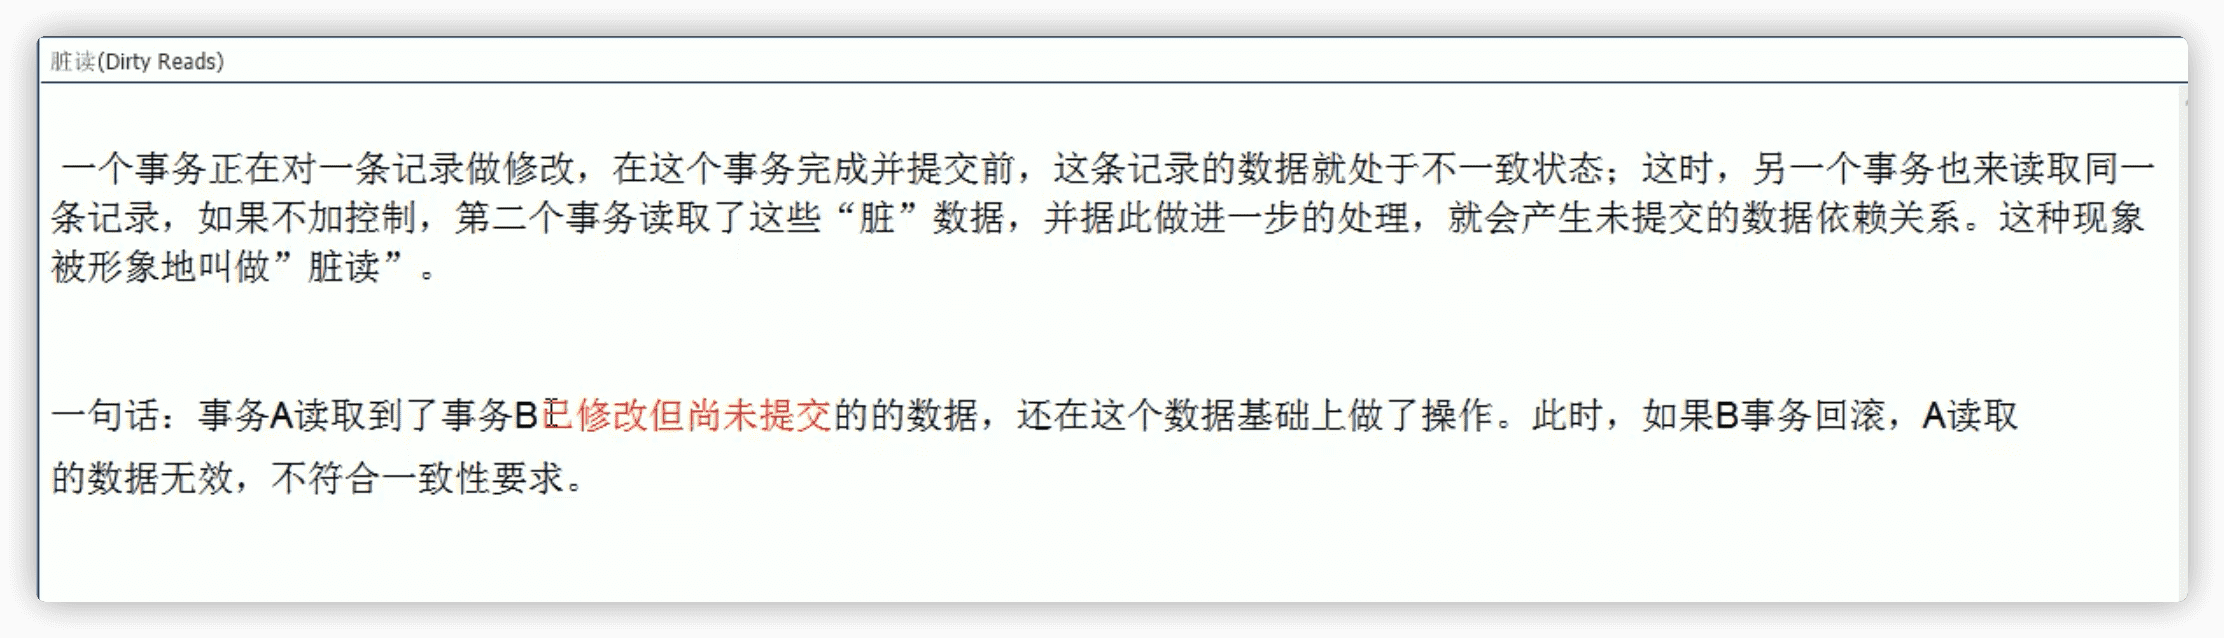 脏读(Dirty Reads)
一个事务正在对一条记录做修改，在这个事务完成并提交前，这条记录的数据就处于不一致状态；这时，另一个事务也来读取同一
条记录，如果不加控制，第二个事务读取了这些“脏”数据，并据此做进一步的处理，就会产生未提交的数据依赖关系。这种现象
被形象地叫做”脏读”。
一句话：事务A读取到了事务B已修改但尚未提交的的数据，还在这个数据基础上做了操作。此时，如果B事务回滚，A读取
的数据无效，不符合一致性要求。